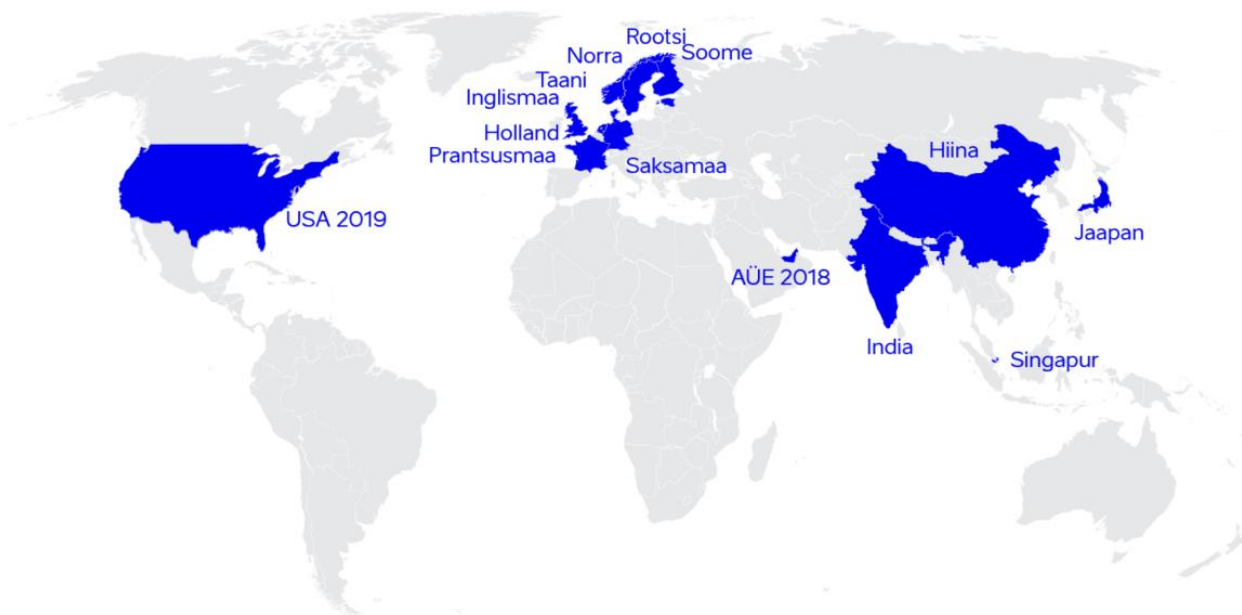 Rootsi
Norra
Soome
Taani
Inglismaa
Holland
Prantsusmaa
Saksamaa
Hiina
USA 2019
Jaapan
AÜE 2018
India
Singapur